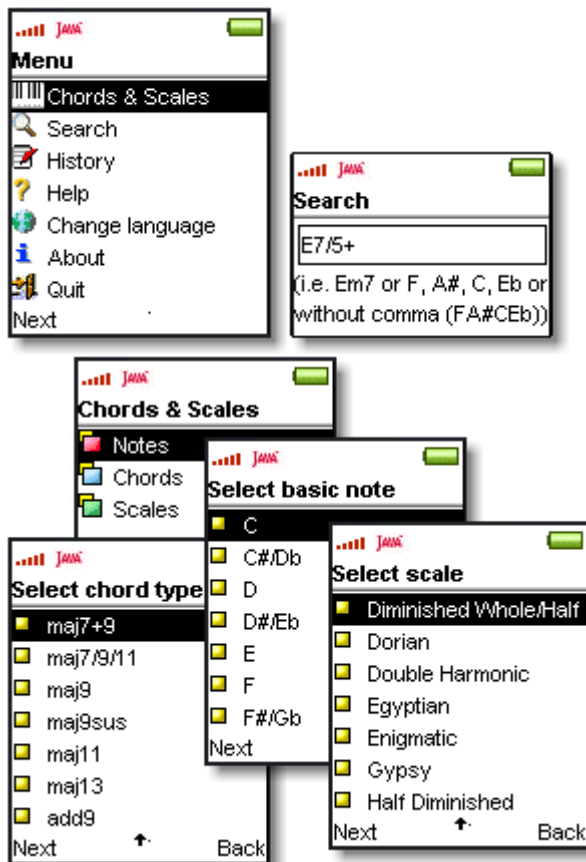 JAVA
Menu
Chords & Scales
Search
History
Help
Change language
About
Quit
Next
JAVA
Search
E7/5+
(i.e. Em7 or F, A#, C, Eb or
without comma (FA#CEb))
JAVA
Chords & Scales
Notes
Chords
Scales
JAVA
Select basic note
C
C#/Db
D
D#/Eb
E
F
F#/Gb
Next
JAVA
Select chord type
maj7+9
maj7/9/11
maj9
maj9sus
maj11
maj13
add9
Next Back
JAVA
Select scale
Diminished Whole/Half
Dorian
Double Harmonic
Egyptian
Enigmatic
Gypsy
Half Diminished
Next Back